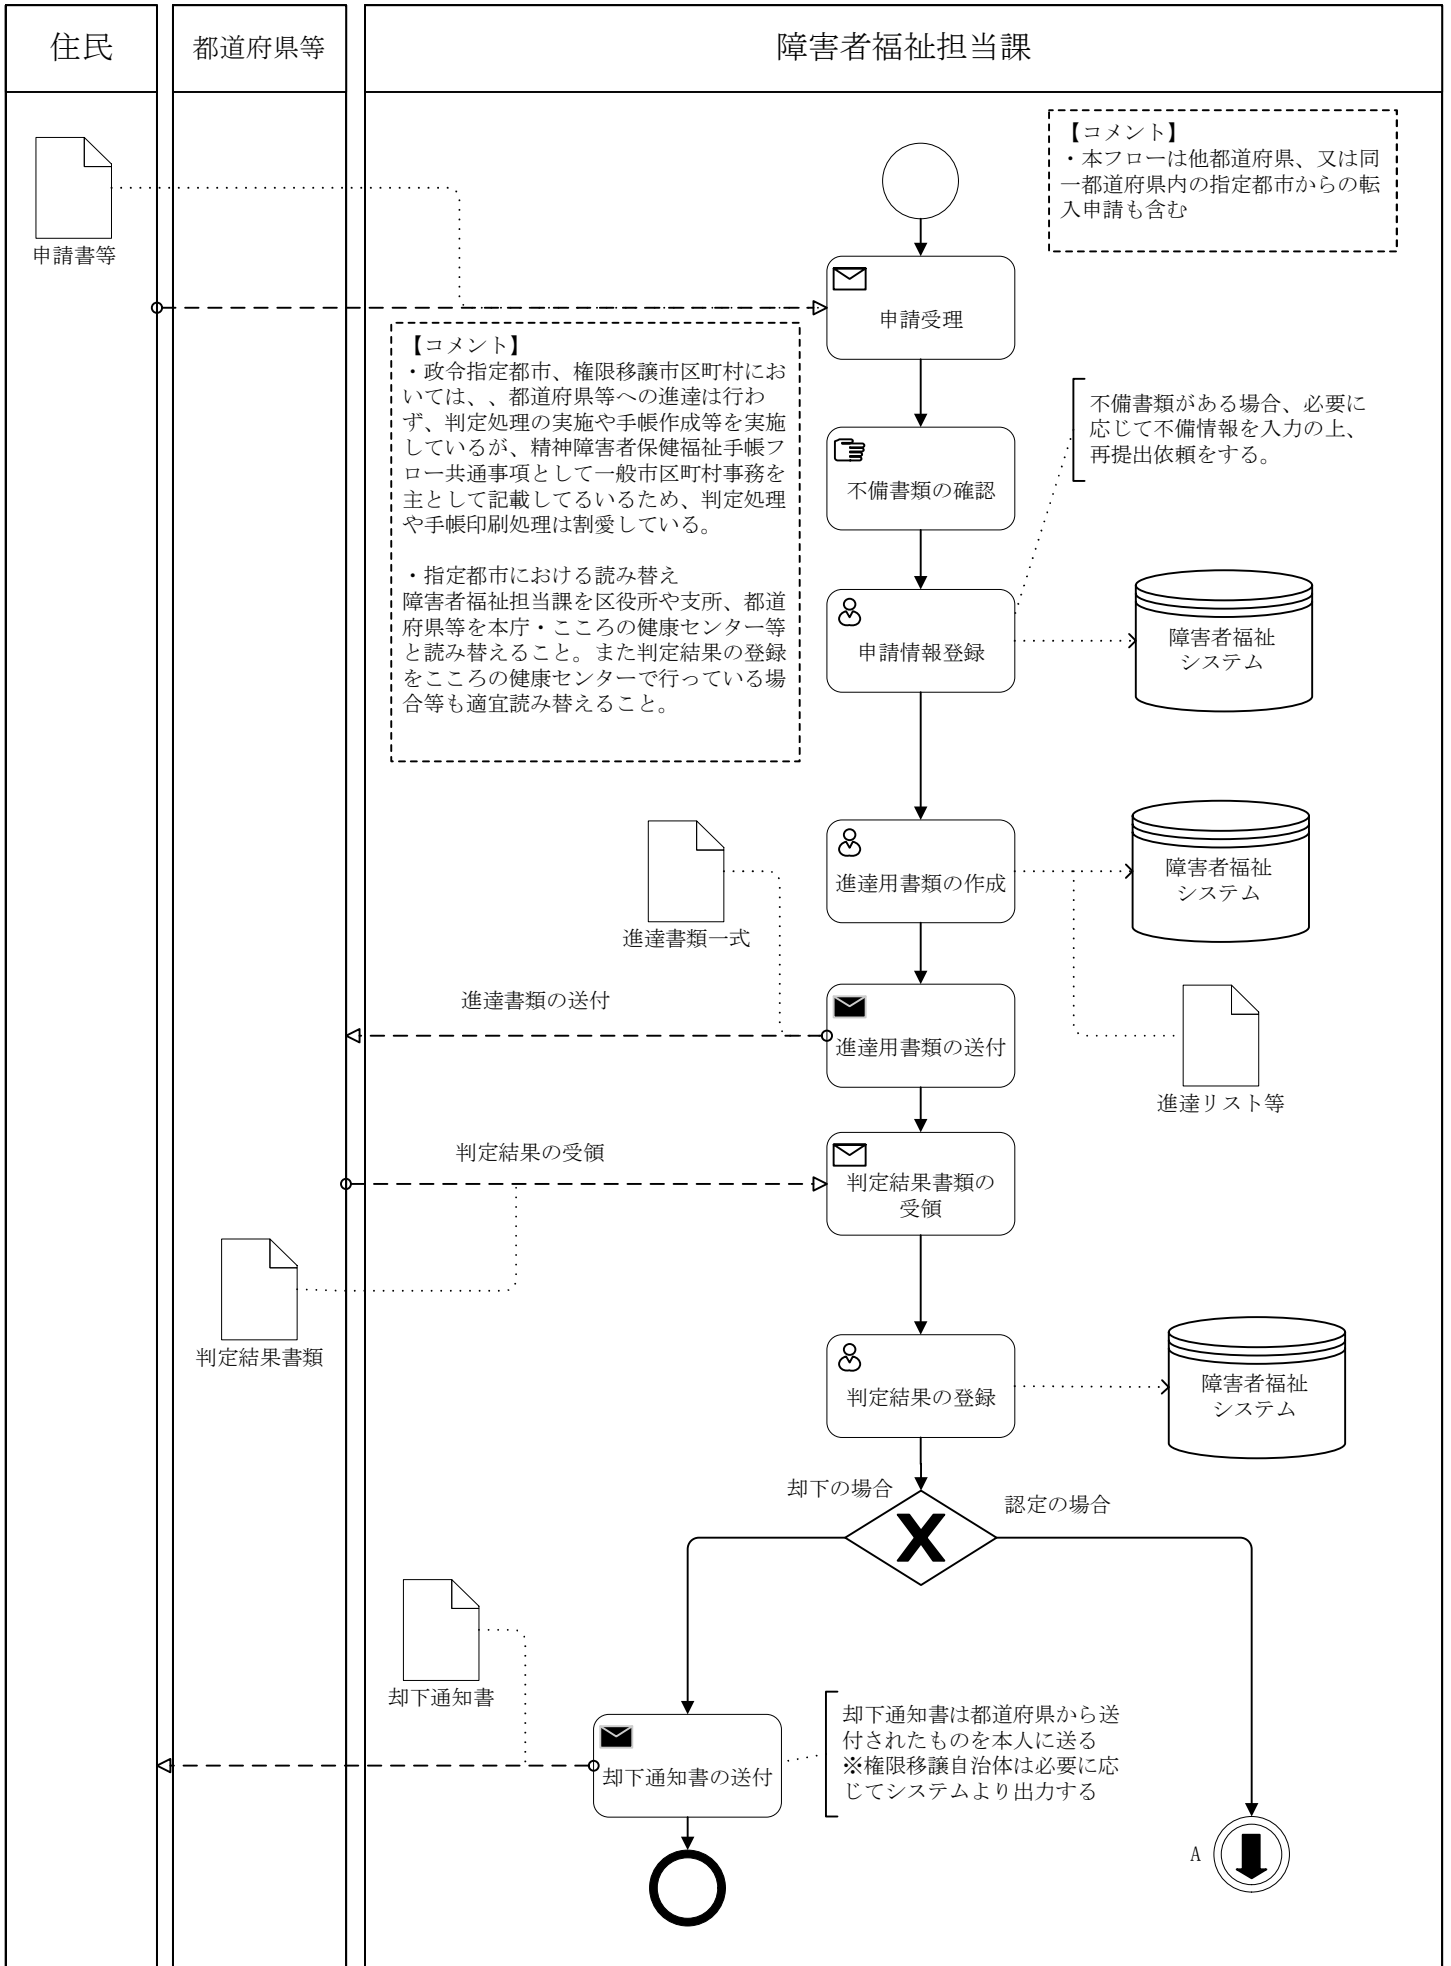 住民
都道府県等
障害者福祉担当課
【コメント】
・本フローは他都道府県、又は同
一都道府県内の指定都市からの転
入申請も含む
申請書等
申請受理
【コメント】
・政令指定都市、権限移譲市区町村にお
いては、、都道府県等への進達は行わ
ず、判定処理の実施や手帳作成等を実施
しているが、精神障害者保健福祉手帳フ
ロー共通事項として一般市区町村事務を
主として記載してるいるため、判定処理
や手帳印刷処理は割愛している。
・指定都市における読み替え
障害者福祉担当課を区役所や支所、都道
府県等を本庁・こころの健康センター等
と読み替えること。また判定結果の登録
をこころの健康センターで行っている場
合等も適宜読み替えること。
不備書類がある場合、必要に
応じて不備情報を入力の上、
再提出依頼をする。
不備書類の確認
申請情報登録
障害者福祉
システム
進達用書類の作成
障害者福祉
システム
進達書類一式
進達書類の送付
進達用書類の送付
進達リスト等
判定結果の受領
判定結果書類の
受領
判定結果書類
判定結果の登録
障害者福祉
システム
却下の場合
認定の場合
却下通知書
却下通知書の送付
却下通知書は都道府県から送
付されたものを本人に送る
※権限移譲自治体は必要に応
じてシステムより出力する
A